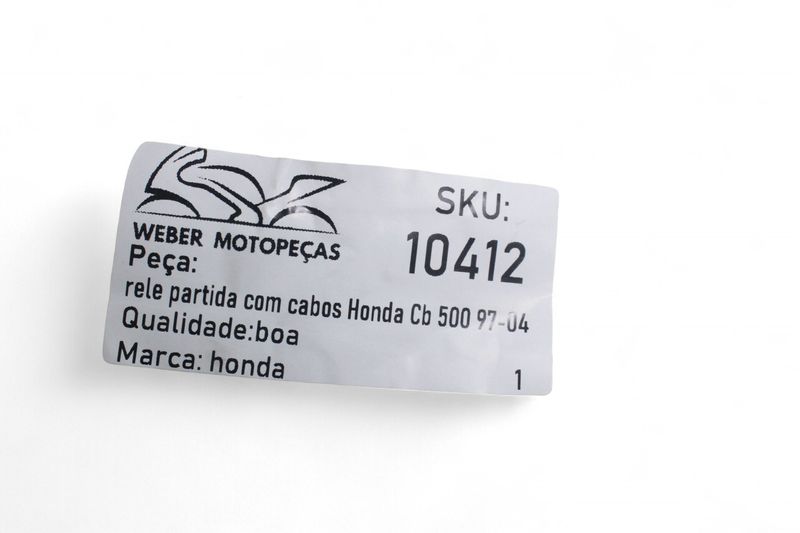 WEBER MOTOPEÇAS
SKU:
10412
Peça:
rele partida com cabos Honda Cb 500 97-04
Qualidade:boa
Marca: honda
1